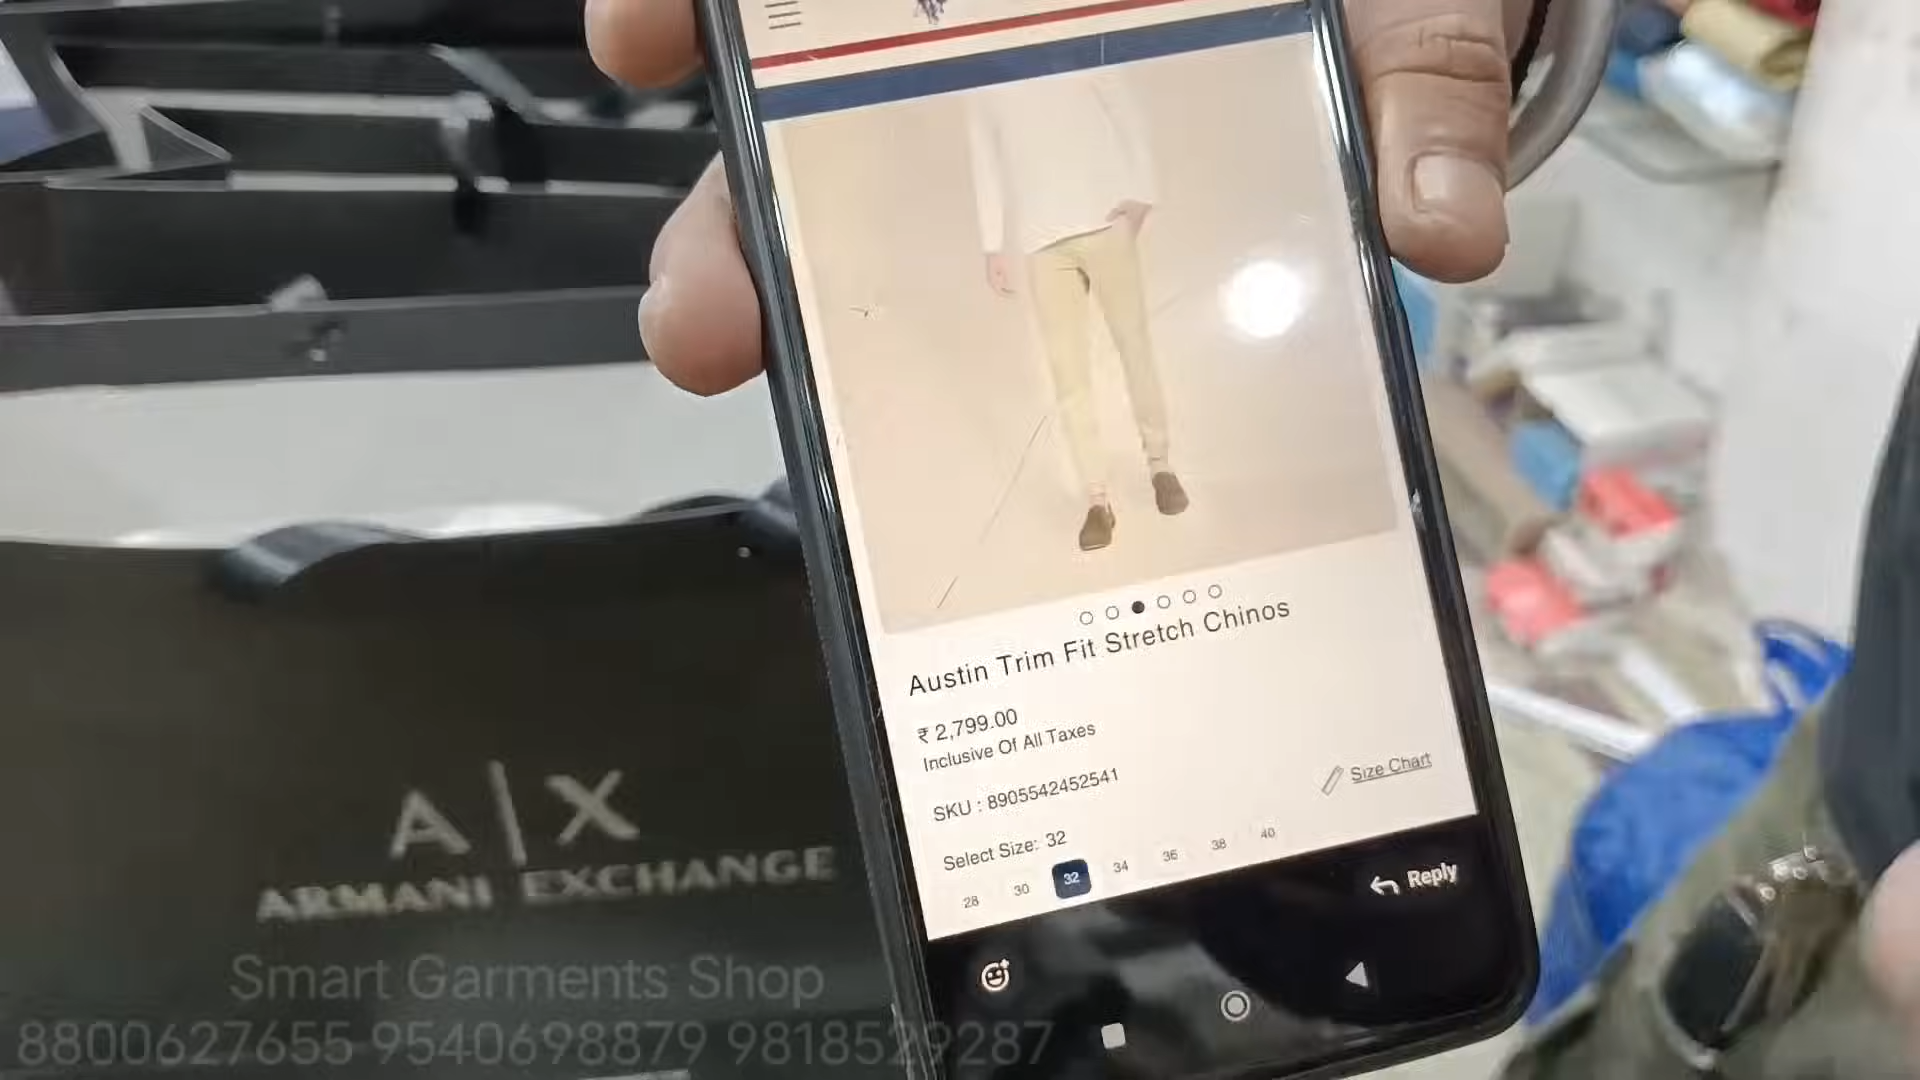 Austin Trim Fit Stretch Chinos
₹ 2,799.00
Inclusive Of All Taxes
SKU : 8905542452541
Size Chart
Select Size: 32
28 30 32 34 36 38 40
Reply
A|X
ARMANI EXCHANGE
Smart Garments Shop
8800627655 9540698879 9818529287